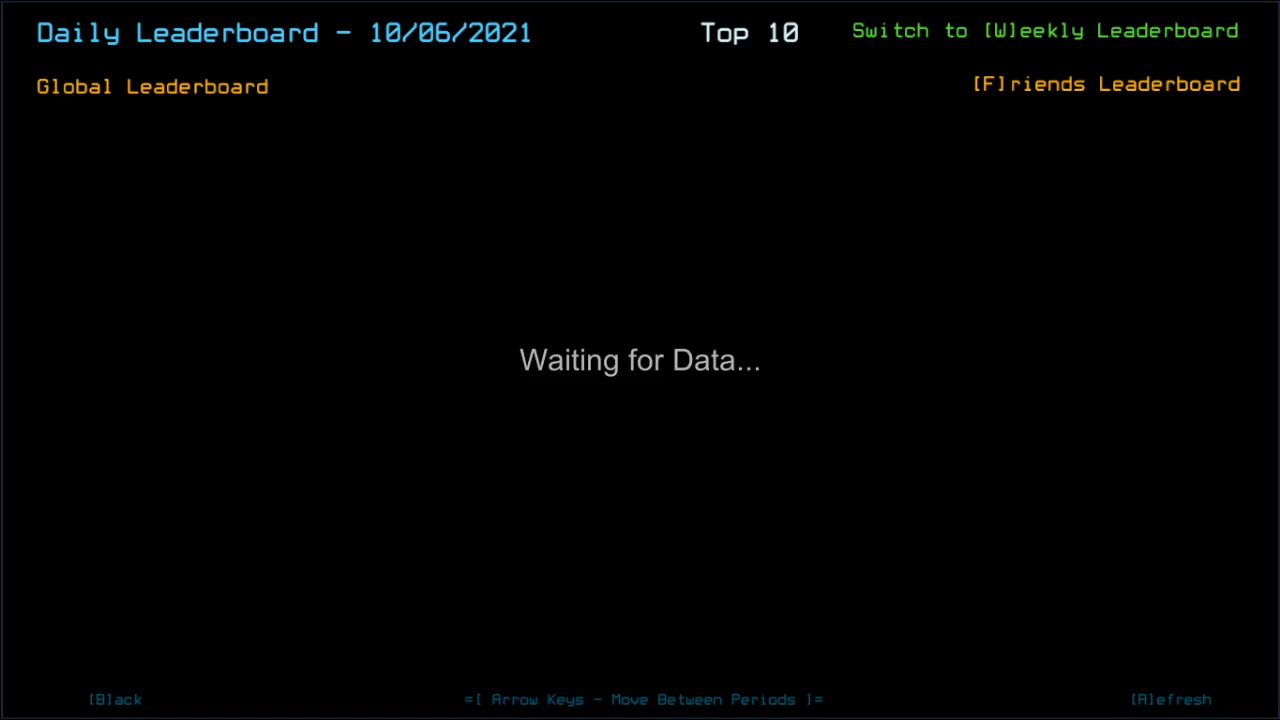 Daily Leaderboard - 10/06/2021
Top 10
Switch to [W]eekly Leaderboard
Global Leaderboard
[F]riends Leaderboard
Waiting for Data...
[B]ack
=[ Arrow Keys - Move Between Periods ]=
[R]efresh